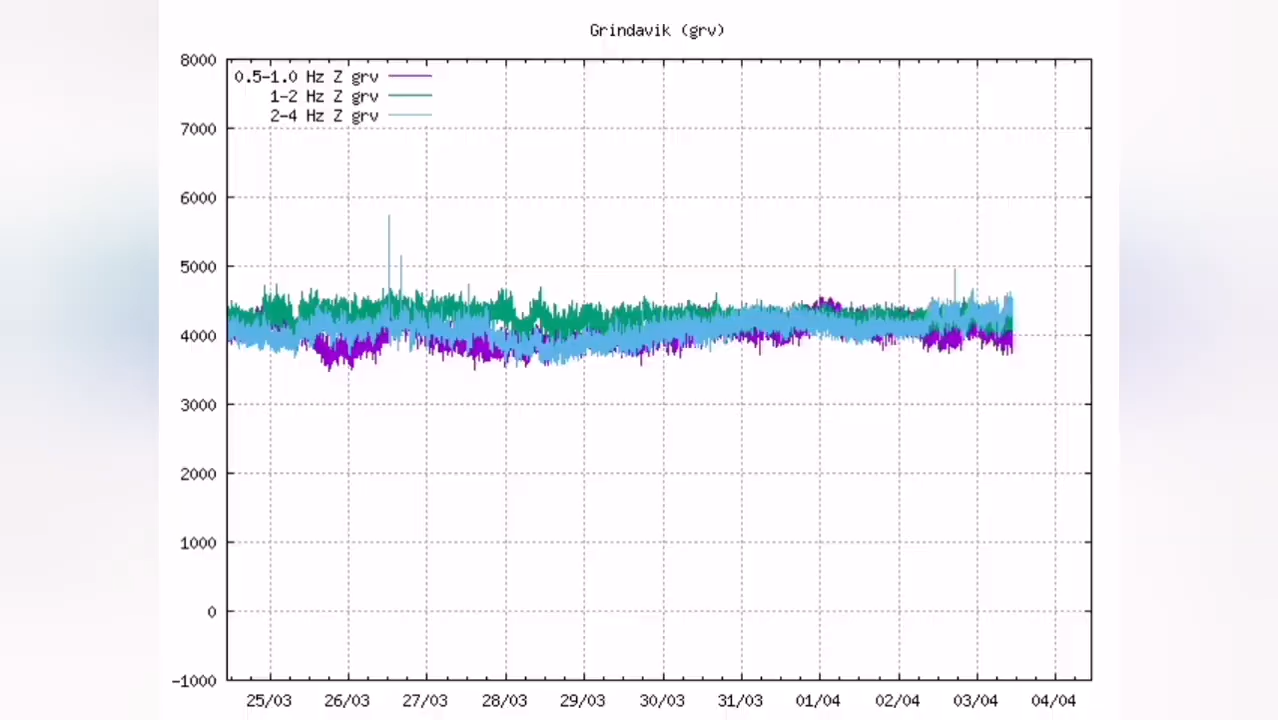 Grindavik (grv)
8000
0.5-1.0 Hz Z grv
1-2 Hz Z grv
2-4 Hz Z grv
7000
6000
5000
4000
3000
2000
1000
0
-1000
25/03 26/03 27/03 28/03 29/03 30/03 31/03 01/04 02/04 03/04 04/04